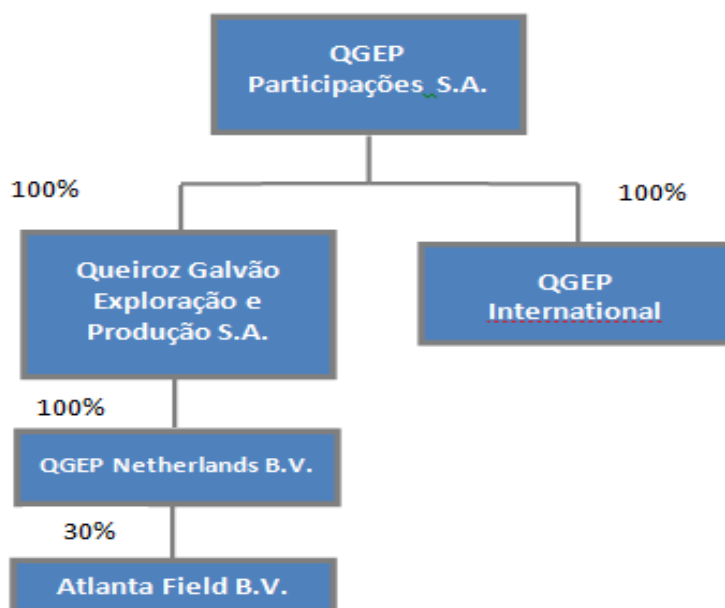 QGEP
Participações S.A.
100%
100%
Queiroz Galvão
Exploração e
Produção S.A.
QGEP
International
100%
QGEP Netherlands B.V.
30%
Atlanta Field B.V.